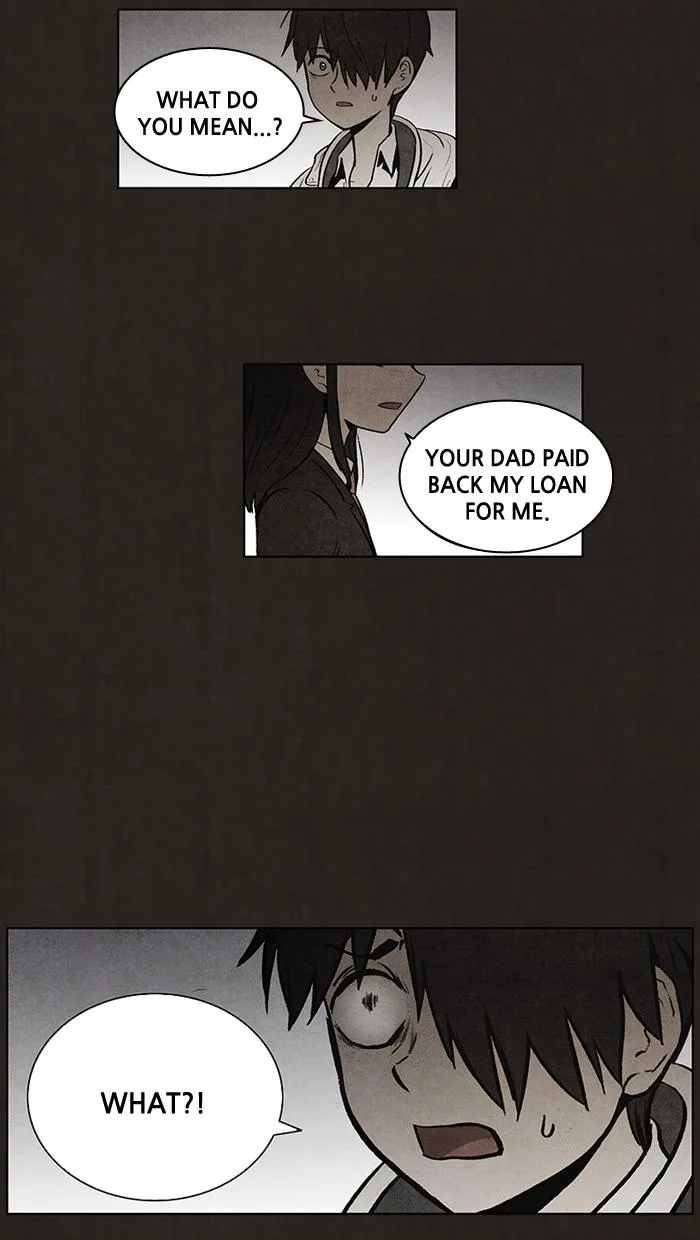 WHAT DO
YOU MEAN...?
YOUR DAD PAID
BACK MY LOAN
FOR ME.
WHAT?!